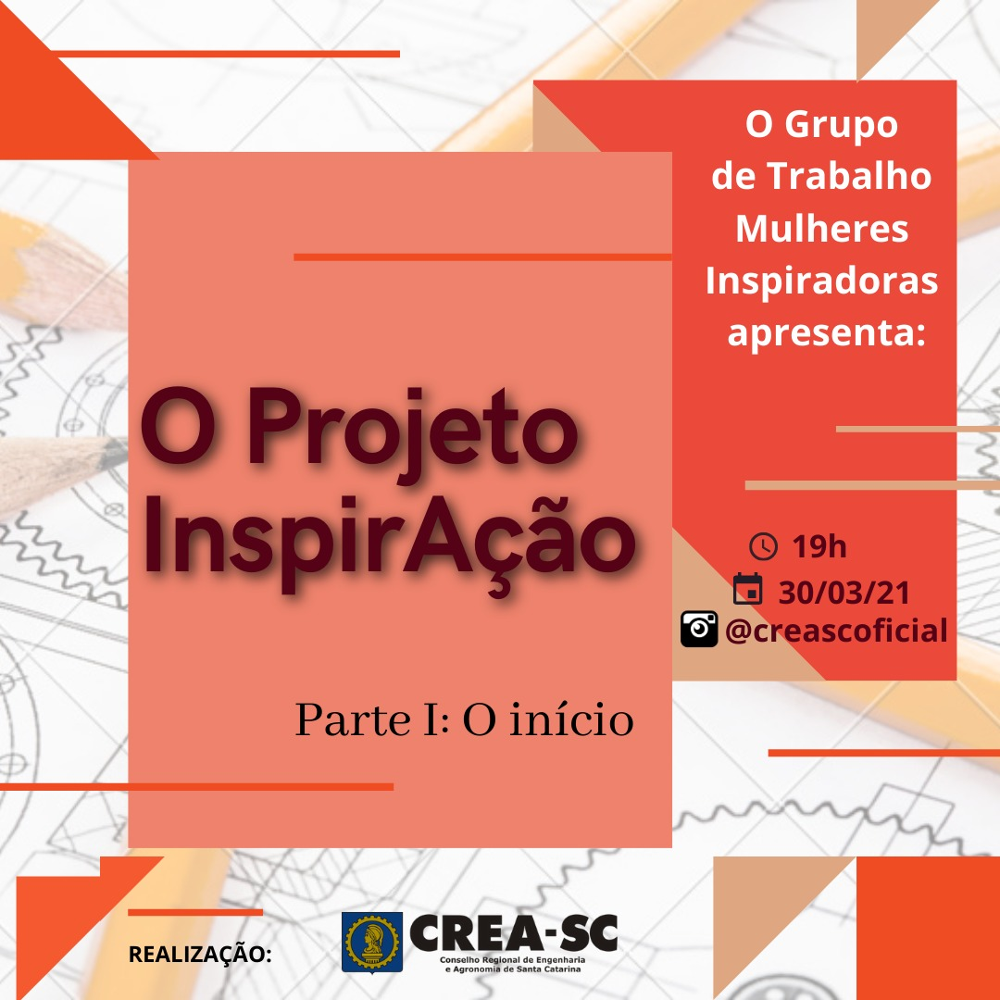 O Grupo
de Trabalho
Mulheres
Inspiradoras
apresenta:
O Projeto
InspirAção
19h
30/03/21
@creascoficial
Parte I: O início
REALIZAÇÃO:
CREA-SC
Conselho Regional de Engenharia
e Agronomia de Santa Catarina